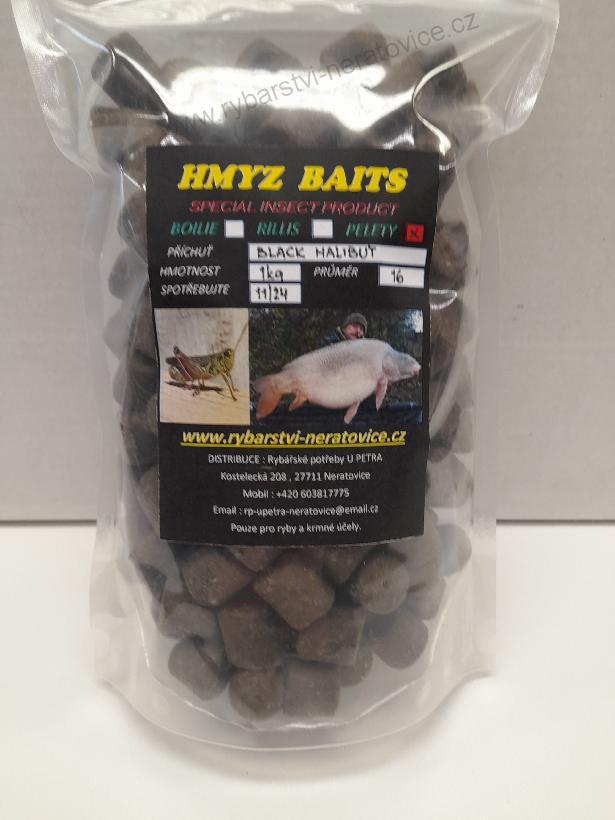 www.rybarstvi-neratovice.cz
HMYZ BAITS
SPECIAL INSECT PRODUCT
BOILIE RILLIS PELETY X
PŘÍCHUŤ BLACK HALIBUT
HMOTNOST 1kg PRŮMĚR 16
SPOTŘEBUJTE 11/24
www.rybarstvi-neratovice.cz
DISTRIBUCE : Rybářské potřeby U PETRA
Kostelecká 208 , 27711 Neratovice
Mobil : +420 603817775
Email : rp-upetra-neratovice@email.cz
Pouze pro ryby a krmné účely.